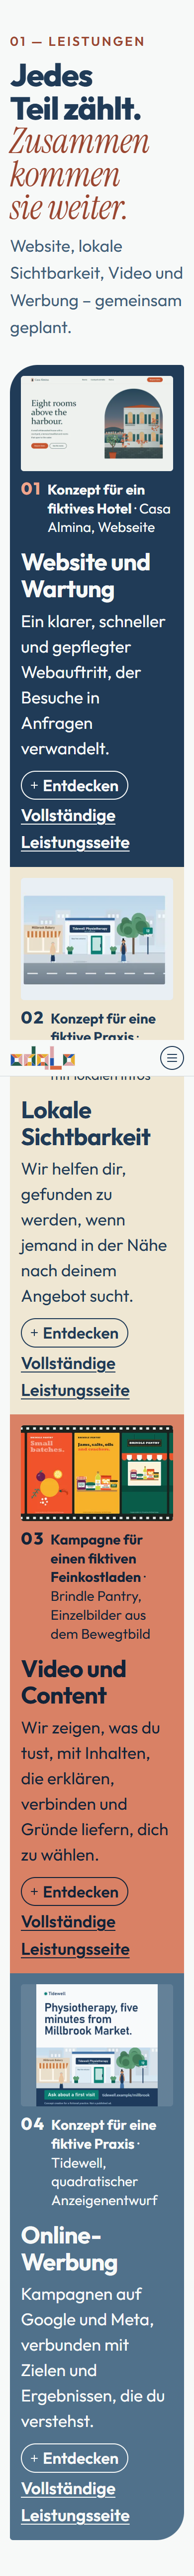 01 — LEISTUNGEN
Jedes
Teil zählt.
Zusammen
kommen
sie weiter.
Website, lokale
Sichtbarkeit, Video und
Werbung – gemeinsam
geplant.
Eight rooms
above the
harbour.
01 Konzept für ein
fiktives Hotel · Casa
Almina, Webseite
Website und
Wartung
Ein klarer, schneller
und gepflegter
Webauftritt, der
Besuche in
Anfragen
verwandelt.
+ Entdecken
Vollständige
Leistungsseite
Tidewell Physiotherapy
02 Konzept für eine
fiktive Praxis ·
mit lokalen Infos
Lokale
Sichtbarkeit
Wir helfen dir,
gefunden zu
werden, wenn
jemand in der Nähe
nach deinem
Angebot sucht.
+ Entdecken
Vollständige
Leistungsseite
Small
batches.
BRINDLE PANTRY
03 Kampagne für
einen fiktiven
Feinkostladen ·
Brindle Pantry,
Einzelbilder aus
dem Bewegtbild
Video und
Content
Wir zeigen, was du
tust, mit Inhalten,
die erklären,
verbinden und
Gründe liefern, dich
zu wählen.
+ Entdecken
Vollständige
Leistungsseite
Tidewell
Physiotherapy, five
minutes from
Millbrook Market.
Ask about a first visit
tidewell.example/millbrook
04 Konzept für eine
fiktive Praxis ·
Tidewell,
quadratischer
Anzeigenentwurf
Online-
Werbung
Kampagnen auf
Google und Meta,
verbunden mit
Zielen und
Ergebnissen, die du
verstehst.
+ Entdecken
Vollständige
Leistungsseite